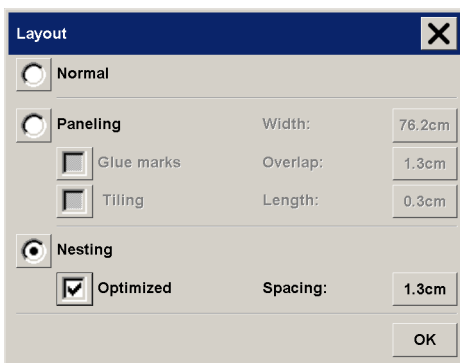 Layout
Normal
Paneling Width: 76.2cm
Glue marks Overlap: 1.3cm
Tiling Length: 0.3cm
Nesting
Optimized Spacing: 1.3cm
OK